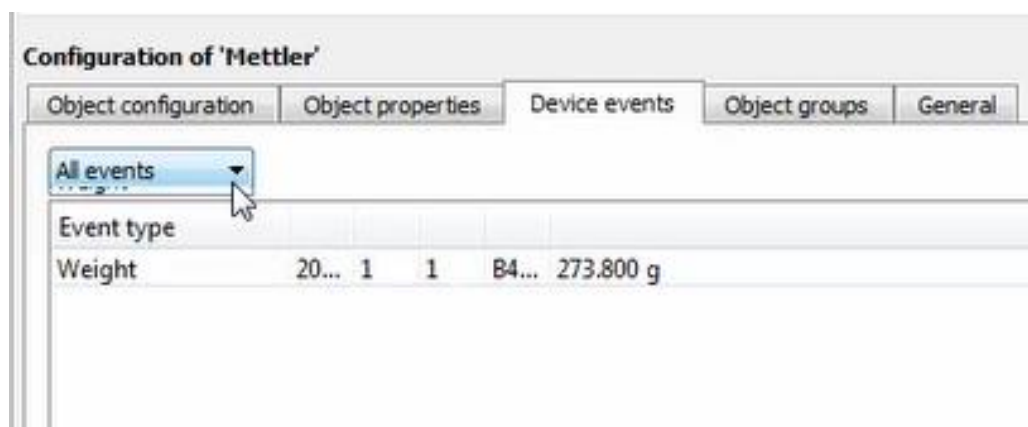 Configuration of 'Mettler'
Object configuration Object properties Device events Object groups General
All events
Event type
Weight 20... 1 1 B4... 273.800 g